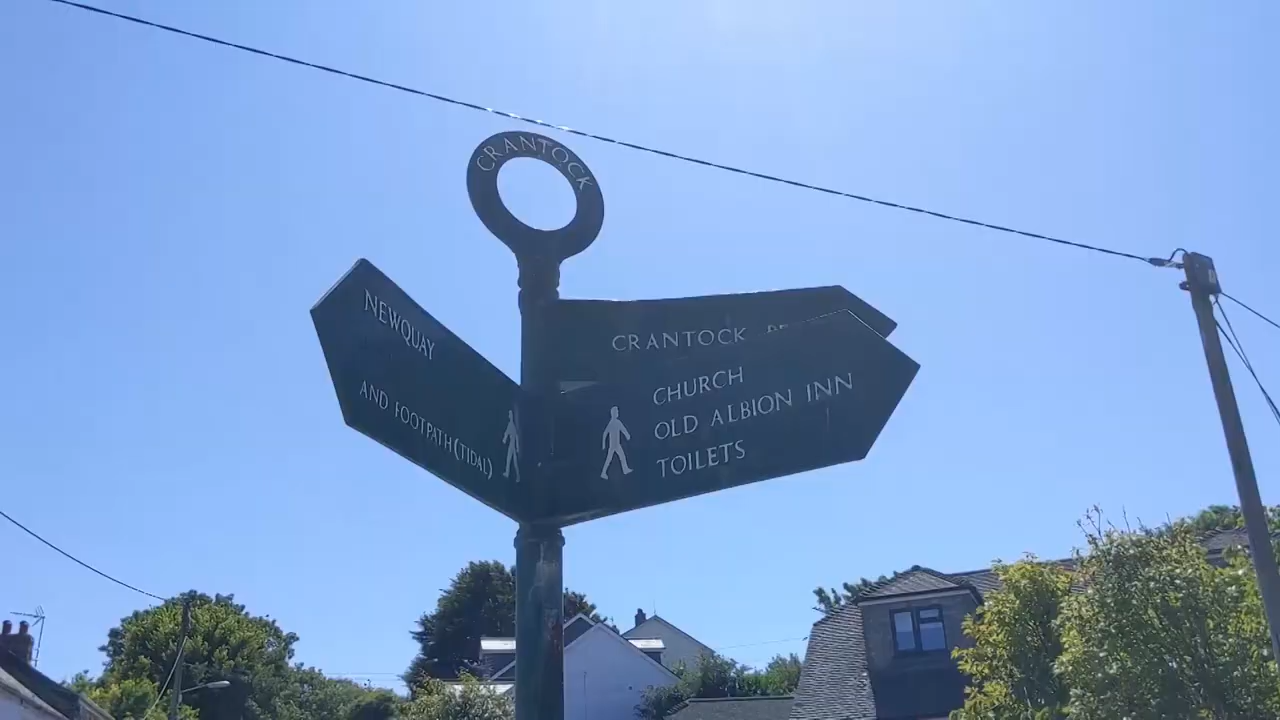 CRANTOCK
NEWQUAY
AND FOOTPATH (TIDAL)
CRANTOCK
CHURCH
OLD ALBION INN
TOILETS